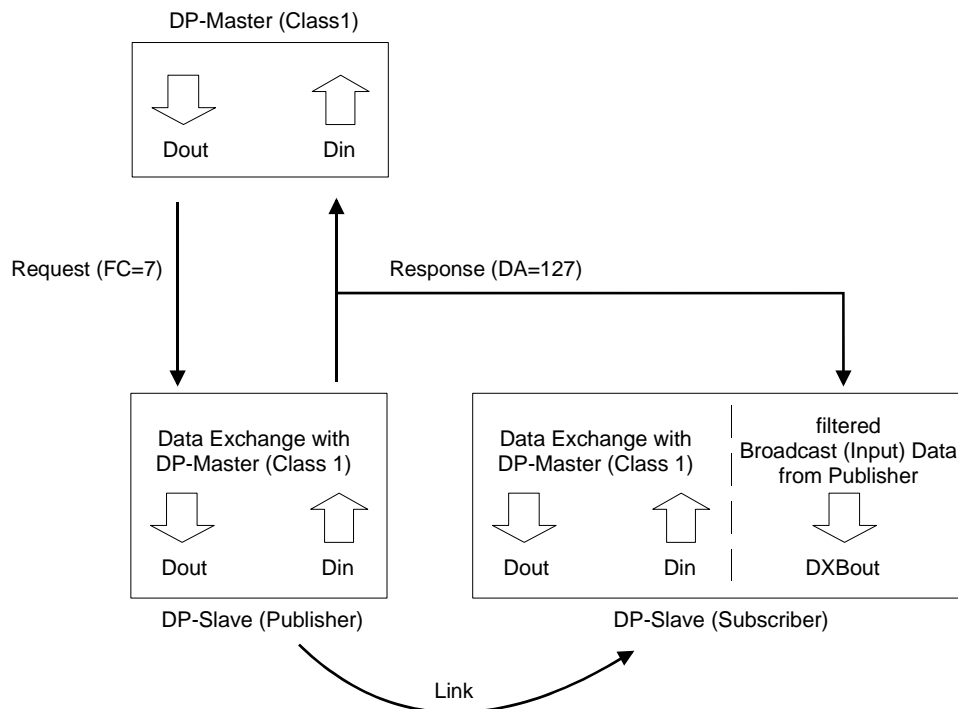 DP-Master (Class1)
Dout
Din
Request (FC=7)
Response (DA=127)
Data Exchange with
DP-Master (Class 1)
Dout
Din
DP-Slave (Publisher)
Data Exchange with
DP-Master (Class 1)
Dout
Din
filtered
Broadcast (Input) Data
from Publisher
DXBout
DP-Slave (Subscriber)
Link